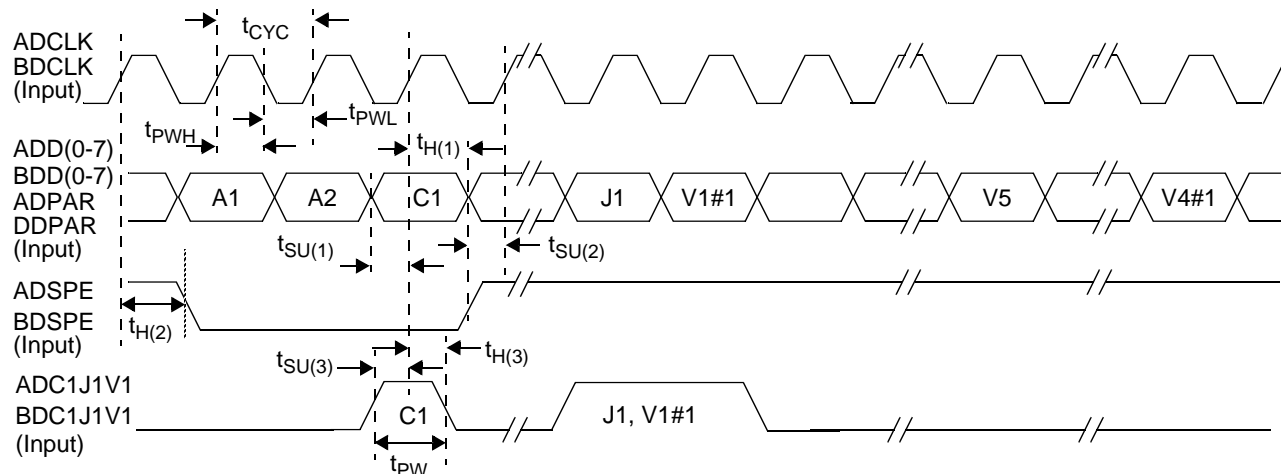 tCYC
ADCLK
BDCLK
(Input)
tPWH
tPWL
ADD(0-7)
BDD(0-7)
ADPAR
DDPAR
(Input)
tH(1)
A1
A2
C1
J1
V1#1
V5
V4#1
tSU(1)
tSU(2)
ADSPE
BDSPE
(Input)
tH(2)
tSU(3)
tH(3)
ADC1J1V1
BDC1J1V1
(Input)
C1
J1, V1#1
tPW